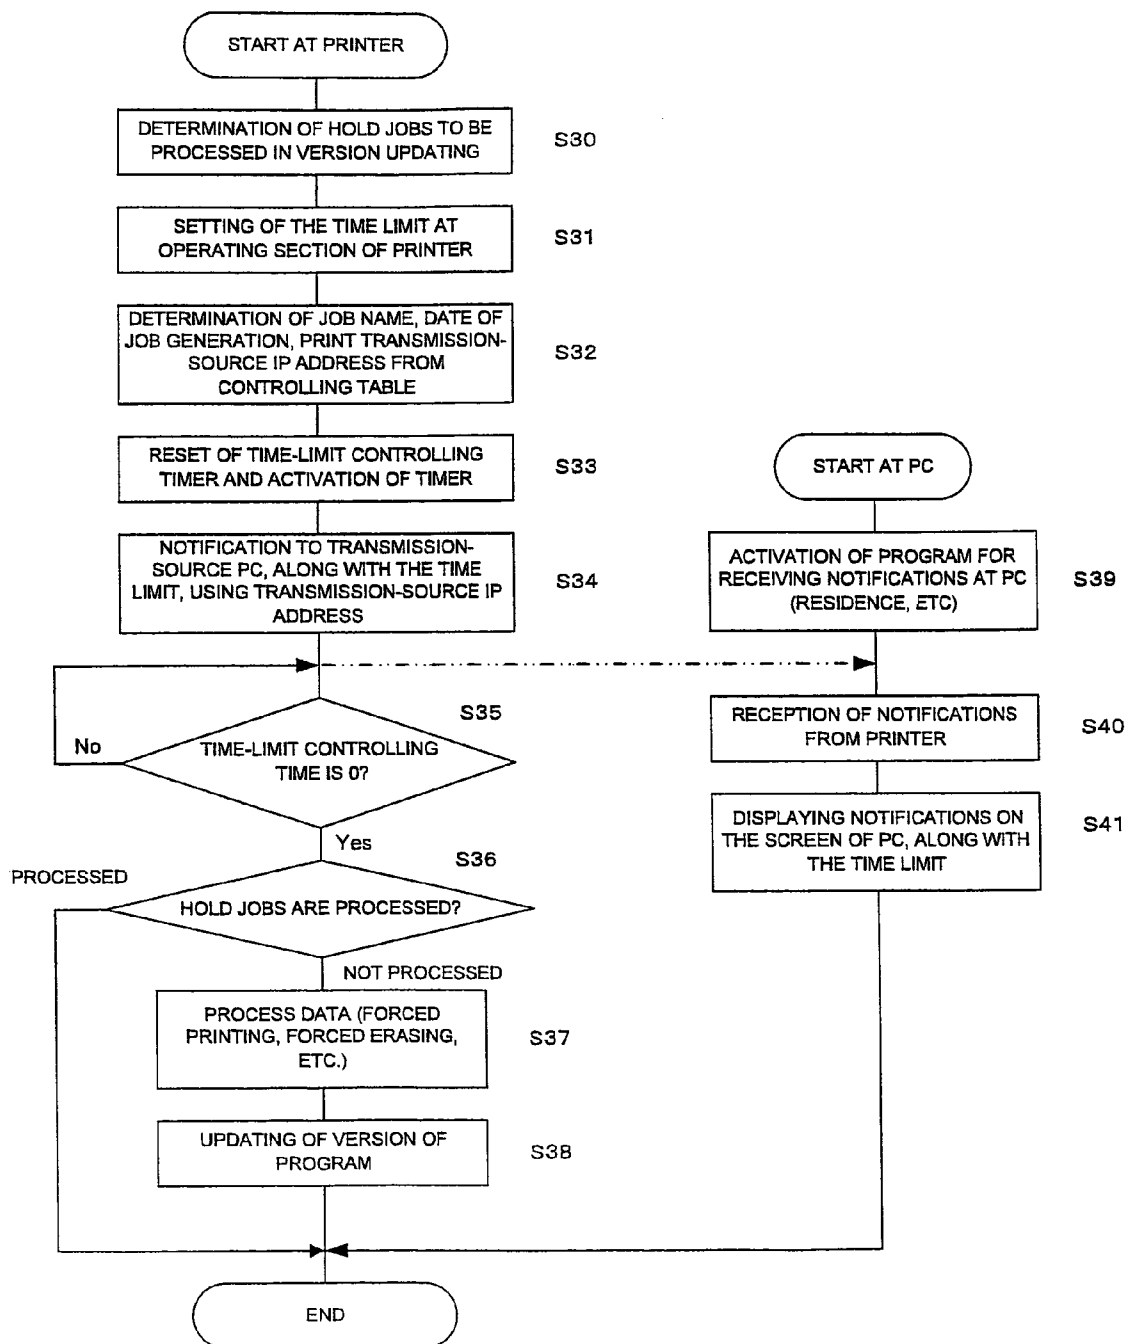 START AT PRINTER
DETERMINATION OF HOLD JOBS TO BE
PROCESSED IN VERSION UPDATING
S30
SETTING OF THE TIME LIMIT AT
OPERATING SECTION OF PRINTER
S31
DETERMINATION OF JOB NAME, DATE OF
JOB GENERATION, PRINT TRANSMISSION-
SOURCE IP ADDRESS FROM
CONTROLLING TABLE
S32
RESET OF TIME-LIMIT CONTROLLING
TIMER AND ACTIVATION OF TIMER
S33
NOTIFICATION TO TRANSMISSION-
SOURCE PC, ALONG WITH THE TIME
LIMIT, USING TRANSMISSION-SOURCE IP
ADDRESS
S34
S35
TIME-LIMIT CONTROLLING
TIME IS 0?
No
Yes
S36
PROCESSED
HOLD JOBS ARE PROCESSED?
NOT PROCESSED
PROCESS DATA (FORCED
PRINTING, FORCED ERASING,
ETC.)
S37
UPDATING OF VERSION OF
PROGRAM
S38
END
START AT PC
ACTIVATION OF PROGRAM FOR
RECEIVING NOTIFICATIONS AT PC
(RESIDENCE, ETC)
S39
RECEPTION OF NOTIFICATIONS
FROM PRINTER
S40
DISPLAYING NOTIFICATIONS ON
THE SCREEN OF PC, ALONG WITH
THE TIME LIMIT
S41